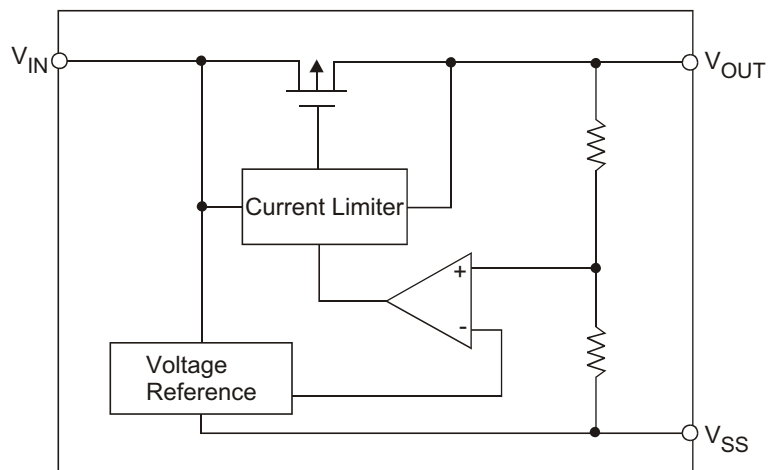 VIN
VOUT
Current Limiter
+
-
Voltage
Reference
VSS